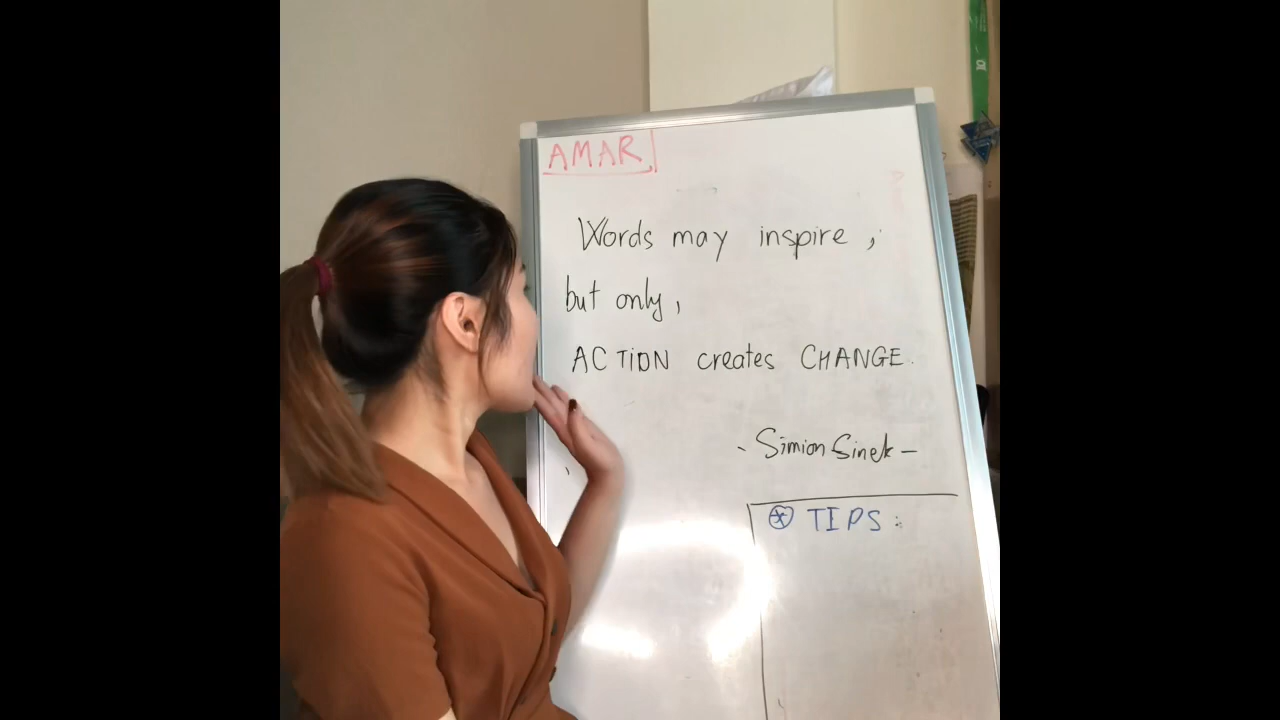 AMAR
Words may inspire,
but only,
ACTiON creates CHANGE.
- Simion Sinek -
* TIPS: